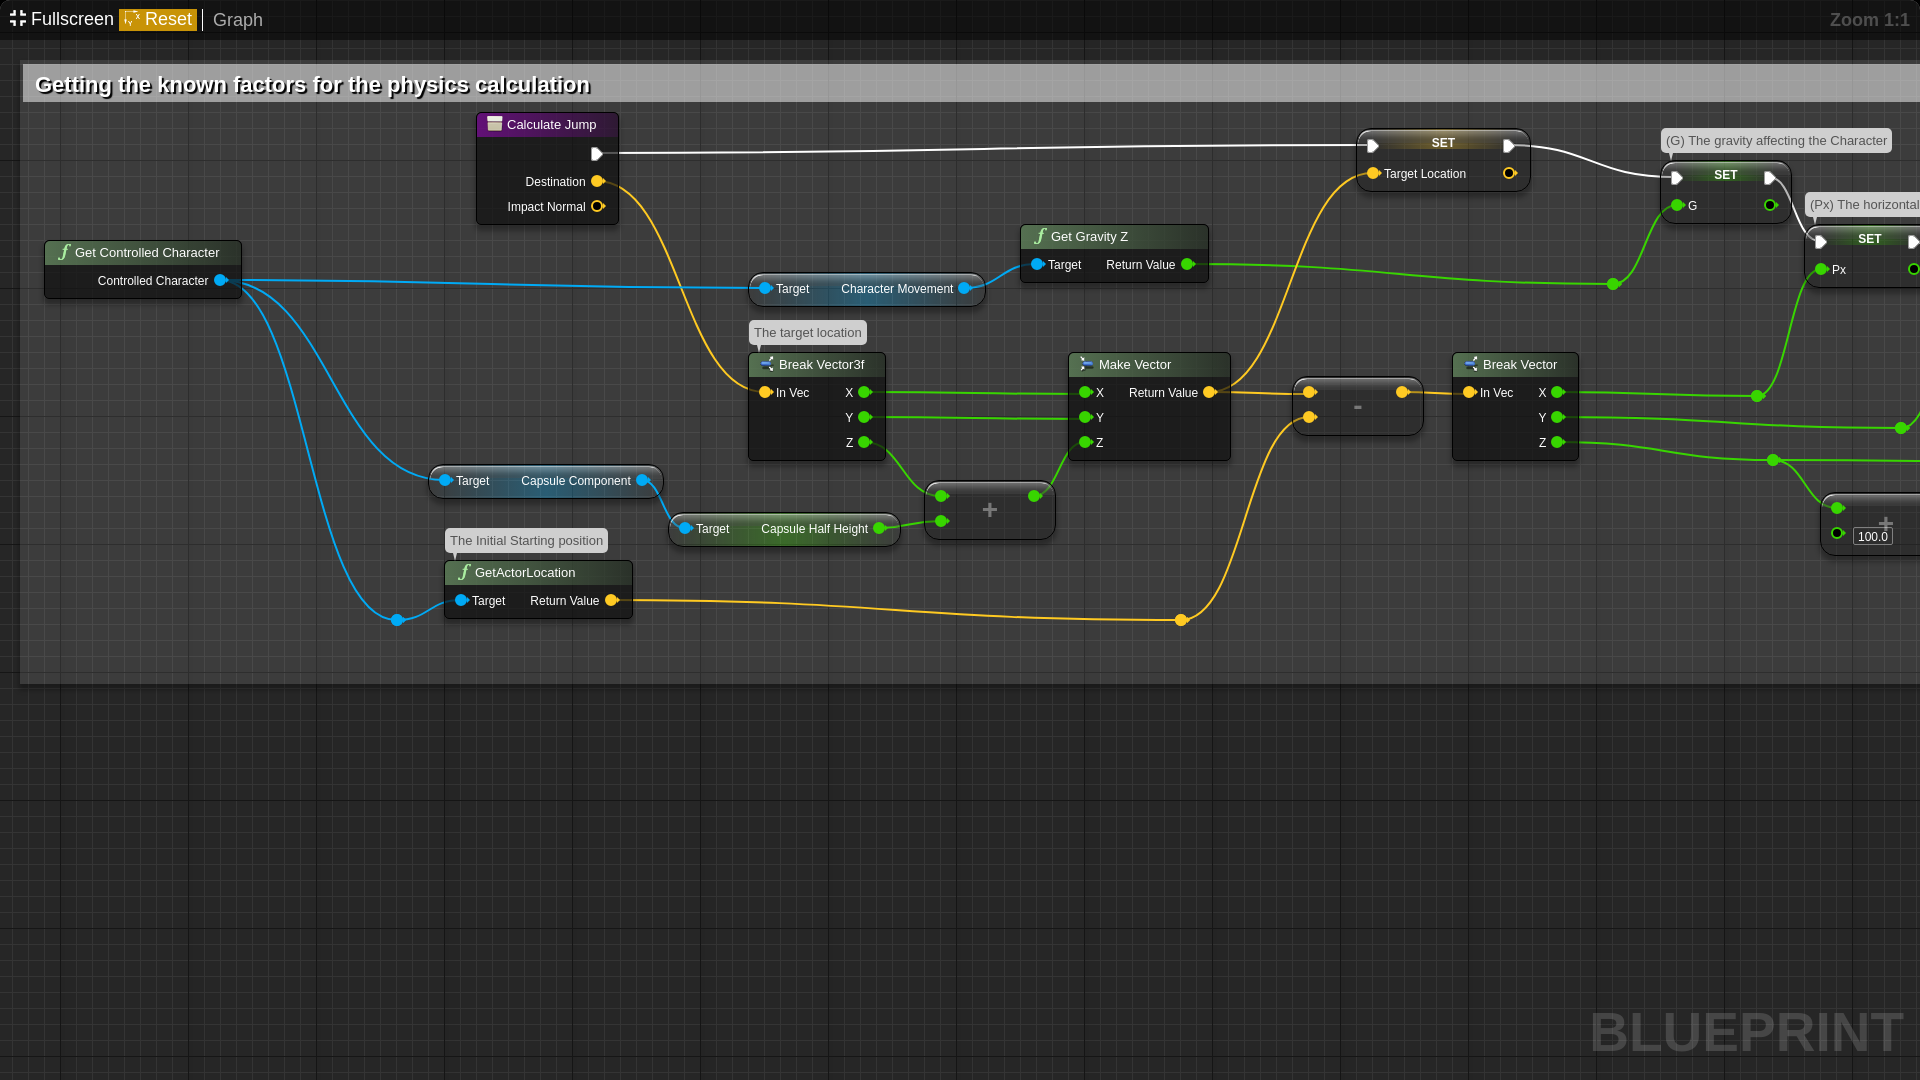 Fullscreen Reset Graph Zoom 1:1
Getting the known factors for the physics calculation
Calculate Jump
Destination
Impact Normal
SET
Target Location
(G) The gravity affecting the Character
SET
G
(Px) The horizontal
SET
Px
Get Controlled Character
Controlled Character
Get Gravity Z
Target Return Value
Target Character Movement
The target location
Break Vector3f
In Vec X
Y
Z
Make Vector
X Return Value
Y
Z
-
Break Vector
In Vec X
Y
Z
Target Capsule Component
Target Capsule Half Height
+
+
100.0
The Initial Starting position
GetActorLocation
Target Return Value
BLUEPRINT